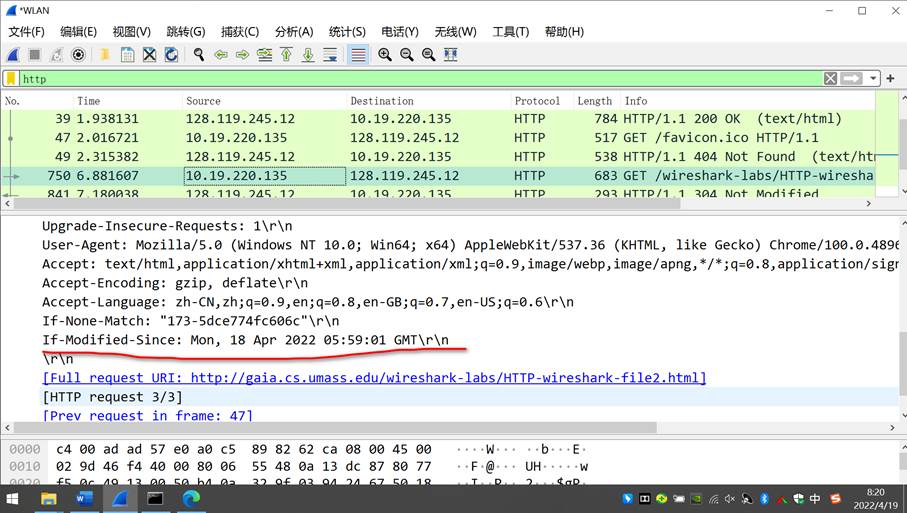 *WLAN
文件(F) 编辑(E) 视图(V) 跳转(G) 捕获(C) 分析(A) 统计(S) 电话(Y) 无线(W) 工具(T) 帮助(H)
http
No. Time Source Destination Protocol Length Info
39 1.938131 128.119.245.12 10.19.220.135 HTTP 784 HTTP/1.1 200 OK (text/html)
47 2.016721 10.19.220.135 128.119.245.12 HTTP 517 GET /favicon.ico HTTP/1.1
49 2.315382 128.119.245.12 10.19.220.135 HTTP 538 HTTP/1.1 404 Not Found (text/htm
750 6.881607 10.19.220.135 128.119.245.12 HTTP 683 GET /wireshark-labs/HTTP-wiresha
841 7.180038 128.119.245.12 10.19.220.135 HTTP 293 HTTP/1.1 304 Not Modified
Upgrade-Insecure-Requests: 1\r\n
User-Agent: Mozilla/5.0 (Windows NT 10.0; Win64; x64) AppleWebKit/537.36 (KHTML, like Gecko) Chrome/100.0.4896
Accept: text/html,application/xhtml+xml,application/xml;q=0.9,image/webp,image/apng,*/*;q=0.8,application/sign
Accept-Encoding: gzip, deflate\r\n
Accept-Language: zh-CN,zh;q=0.9,en;q=0.8,en-GB;q=0.7,en-US;q=0.6\r\n
If-None-Match: "173-5dce774fc606c"\r\n
If-Modified-Since: Mon, 18 Apr 2022 05:59:01 GMT\r\n
\r\n
[Full request URI: http://gaia.cs.umass.edu/wireshark-labs/HTTP-wireshark-file2.html]
[HTTP request 3/3]
[Prev request in frame: 47]
0000 c4 00 ad ad 57 e0 a0 c5 89 82 62 ca 08 00 45 00 ····W··· ··b···E·
0010 02 9d 46 f4 40 00 80 06 55 48 0a 13 dc 87 80 77 ··F·@··· UH·····w
0020 f5 0c 49 13 00 50
8:20
中
2022/4/19